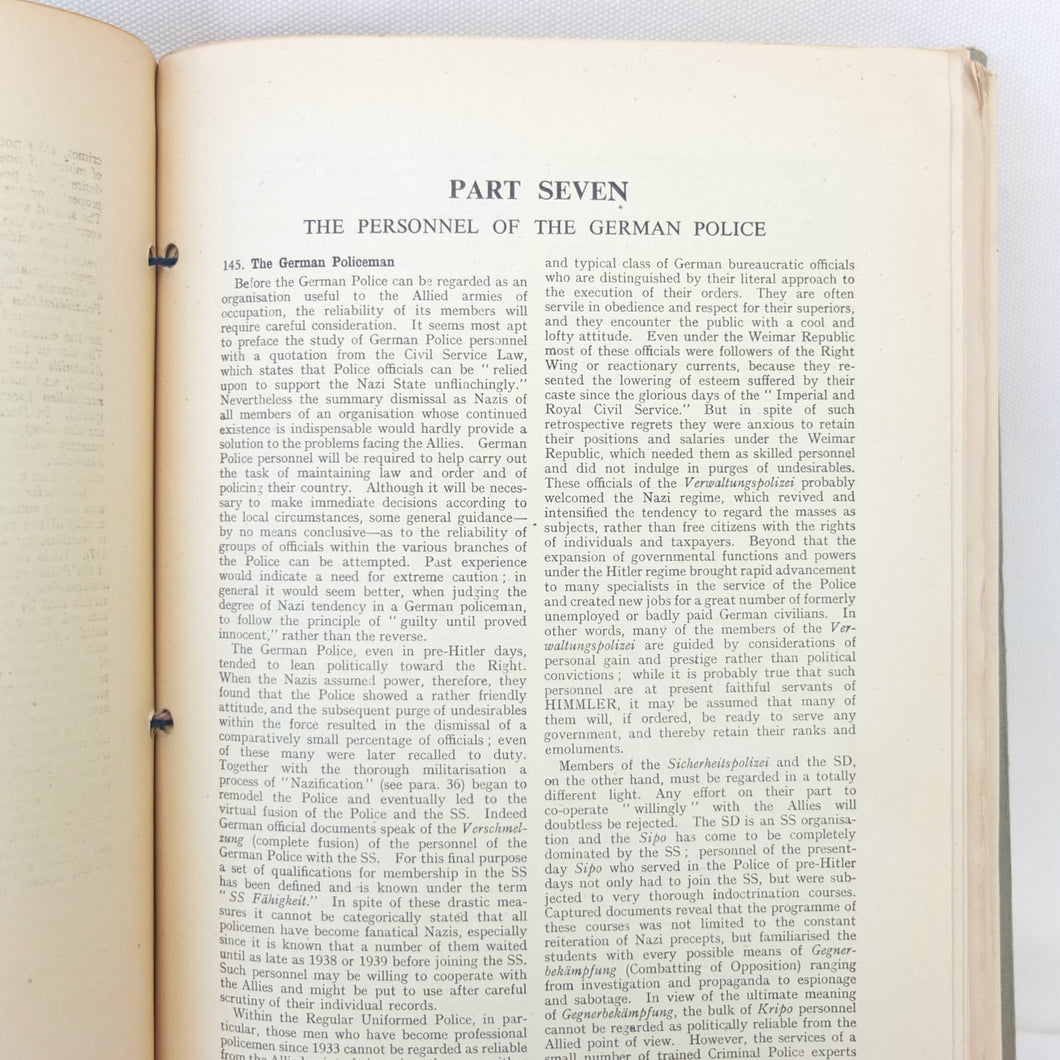 PART SEVEN
THE PERSONNEL OF THE GERMAN POLICE
145. The German Policeman
Before the German Police can be regarded as an
organisation useful to the Allied armies of
occupation, the reliability of its members will
require careful consideration. It seems most apt
to preface the study of German Police personnel
with a quotation from the Civil Service Law,
which states that Police officials can be “ relied
upon to support the Nazi State unflinchingly.”
Nevertheless the summary dismissal as Nazis of
all members of an organisation whose continued
existence is indispensable would hardly provide a
solution to the problems facing the Allies. German
Police personnel will be required to help carry out
the task of maintaining law and order and of
policing their country. Although it will be neces-
sary to make immediate decisions according to
the local circumstances, some general guidance—
by no means conclusive—as to the reliability of
groups of officials within the various branches of
the Police can be attempted. Past experience
would indicate a need for extreme caution ; in
general it would seem better, when judging the
degree of Nazi tendency in a German policeman,
to follow the principle of “ guilty until proved
innocent,” rather than the reverse.
The German Police, even in pre-Hitler days,
tended to lean politically toward the Right.
When the Nazis assumed power, therefore, they
found that the Police showed a rather friendly
attitude, and the subsequent purge of undesirables
within the force resulted in the dismissal of a
comparatively small percentage of officials ; even
of these many were later recalled to duty.
Together with the thorough militarisation a
process of “Nazification” (see para. 36) began to
remodel the Police and eventually led to the
virtual fusion of the Police and the SS. Indeed
German official documents speak of the Verschmel-
zung (complete fusion) of the personnel of the
German Police with the SS. For this final purpose
a set of qualifications for membership in the SS
has been defined and is known under the term
“ SS Fähigkeit.” In spite of these drastic mea-
sures it cannot be categorically stated that all
policemen have become fanatical Nazis, especially
since it is known that a number of them waited
until as late as 1938 or 1939 before joining the SS.
Such personnel may be willing to cooperate with
the Allies and might be put to use after careful
scrutiny of their individual records.
Within the Regular Uniformed Police, in par-
ticular, those men who have become professional
policemen since 1933 cannot be regarded as reliable
from the Allied
and typical class of German bureaucratic officials
who are distinguished by their literal approach to
the execution of their orders. They are often
servile in obedience and respect for their superiors,
and they encounter the public with a cool and
lofty attitude. Even under the Weimar Republic
most of these officials were followers of the Right
Wing or reactionary currents, because they re-
sented the lowering of esteem suffered by their
caste since the glorious days of the “ Imperial and
Royal Civil Service.” But in spite of such
retrospective regrets they were anxious to retain
their positions and salaries under the Weimar
Republic, which needed them as skilled personnel
and did not indulge in purges of undesirables.
These officials of the Verwaltungspolizei probably
welcomed the Nazi regime, which revived and
intensified the tendency to regard the masses as
subjects, rather than free citizens with the rights
of individuals and taxpayers. Beyond that the
expansion of governmental functions and powers
under the Hitler regime brought rapid advancement
to many specialists in the service of the Police
and created new jobs for a great number of formerly
unemployed or badly paid German civilians. In
other words, many of the members of the Ver-
waltungspolizei are guided by considerations of
personal gain and prestige rather than political
convictions ; while it is probably true that such
personnel are at present faithful servants of
HIMMLER, it may be assumed that many of
them will, if ordered, be ready to serve any
government, and thereby retain their ranks and
emoluments.
Members of the Sicherheitspolizei and the SD,
on the other hand, must be regarded in a totally
different light. Any effort on their part to
co-operate “ willingly ” with the Allies will
doubtless be rejected. The SD is an SS organisa-
tion and the Sipo has come to be completely
dominated by the SS ; personnel of the present-
day Sipo who served in the Police of pre-Hitler
days not only had to join the SS, but were sub-
jected to very thorough indoctrination courses.
Captured documents reveal that the programme of
these courses was not limited to the constant
reiteration of Nazi precepts, but familiarised the
students with every possible means of Gegner-
bekämpfung (Combatting of Opposition) ranging
from investigation and propaganda to espionage
and sabotage. In view of the ultimate meaning
of Gegnerbekämpfung, the bulk of Kripo personnel
cannot be regarded as politically reliable from the
Allied point of view. However, the services of a
small number of trained Criminal Police experts